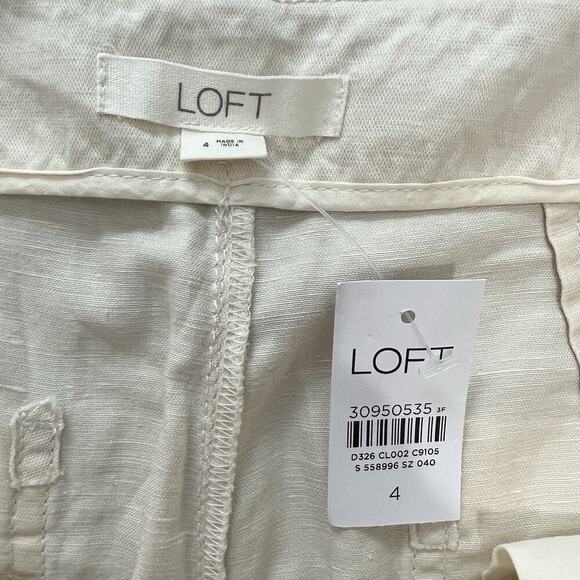 LOFT
4 MADE IN
INDIA
LOFT
30950535 3F
D326 CL002 C9105
S 558996 SZ 040
4